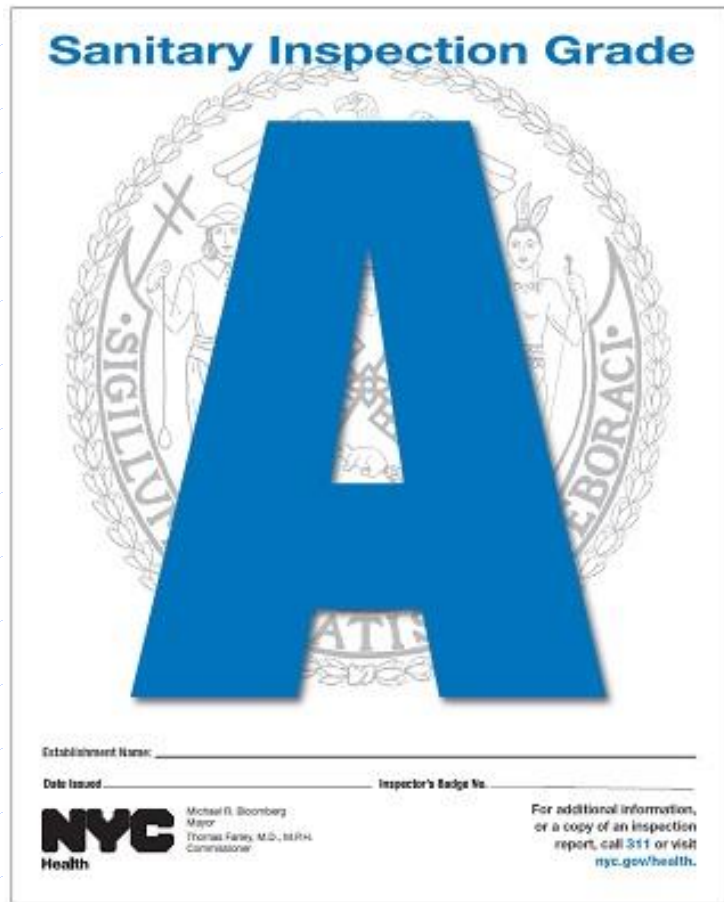 Sanitary Inspection Grade
A
·SIGILLU
EBORACI·
ATIS
Establishment Name:
Date Issued Inspector's Badge No.
NYC
Health
Michael R. Bloomberg
Mayor
Thomas Farley, M.D., M.P.H.
Commissioner
For additional information,
or a copy of an inspection
report, call 311 or visit
nyc.gov/health.